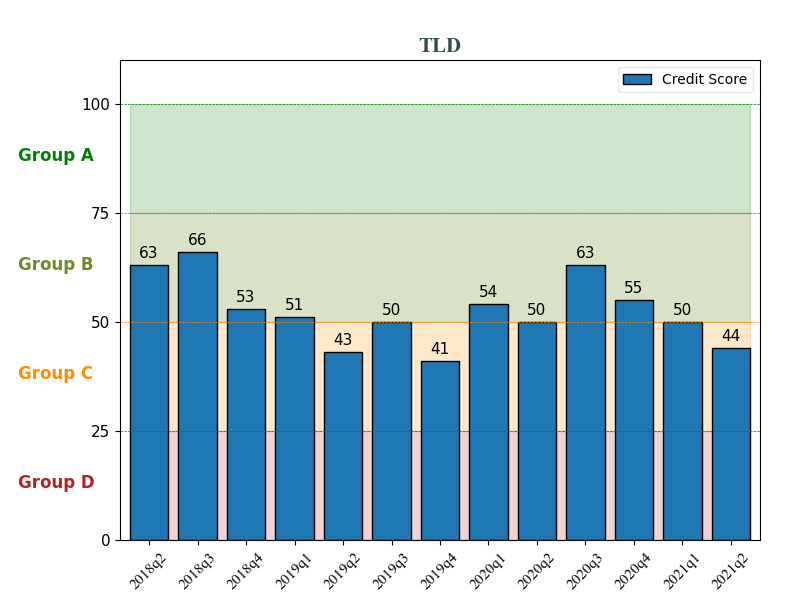 TLD
Credit Score
100
Group A
75
63
66
53
51
43
50
41
54
50
63
55
50
44
Group B
50
Group C
25
Group D
0
2018q2
2018q3
2018q4
2019q1
2019q2
2019q3
2019q4
2020q1
2020q2
2020q3
2020q4
2021q1
2021q2